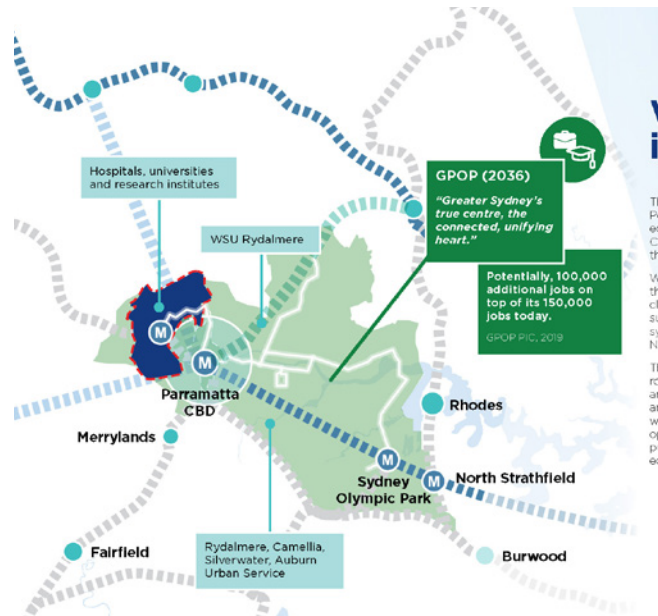 Hospitals, universities
and research institutes
WSU Rydalmere
GPOP (2036)
"Greater Sydney's
true centre, the
connected, unifying
heart."
Potentially, 100,000
additional jobs on
top of its 150,000
jobs today.
GPOP PIC, 2019
M
M
Parramatta
CBD
Merrylands
Rhodes
M
M
Sydney
Olympic Park
North Strathfield
Fairfield
Rydalmere, Camellia,
Silverwater, Auburn
Urban Service
Burwood